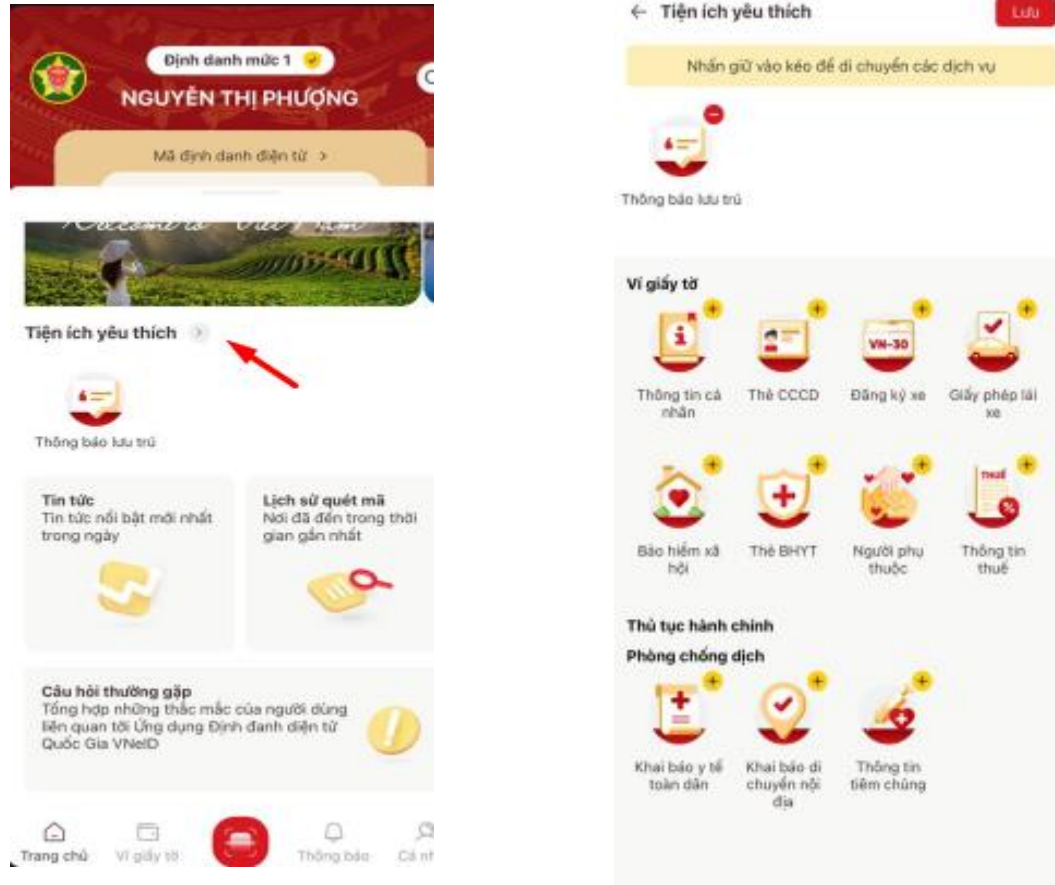 Định danh mức 1
NGUYỄN THỊ PHƯỢNG
Mã định danh điện tử >
Welcome to Việt Nam
Tiện ích yêu thích >
Thông báo lưu trú
Tin tức
Tin tức nổi bật mới nhất
trong ngày
Lịch sử quét mã
Nơi đã đến trong thời
gian gần nhất
Câu hỏi thường gặp
Tổng hợp những thắc mắc của người dùng
liên quan tới Ứng dụng Định danh điện tử
Quốc Gia VNeID
Trang chủ
Ví giấy tờ
Thông báo
Cá nh
← Tiện ích yêu thích
Lưu
Nhấn giữ vào kéo để di chuyển các dịch vụ
Thông báo lưu trú
Ví giấy tờ
Thông tin cá
nhân
Thẻ CCCD
VN-30
Đăng ký xe
Giấy phép lái
xe
Bảo hiểm xã
hội
Thẻ BHYT
Người phụ
thuộc
THUẾ
Thông tin
thuế
Thủ tục hành chính
Phòng chống dịch
Khai báo y tế
toàn dân
Khai báo di
chuyển nội
địa
Thông tin
tiêm chủng